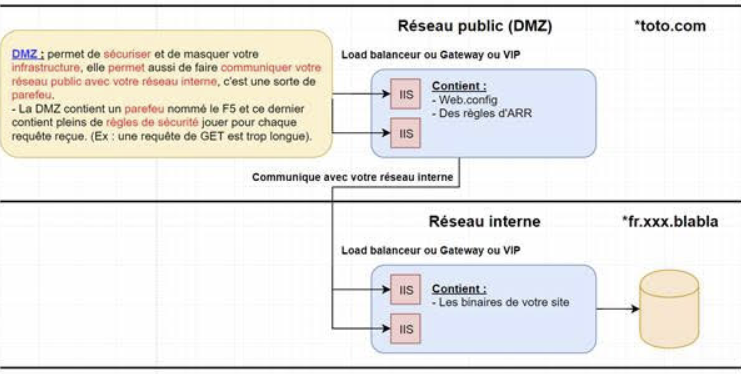 Réseau public (DMZ)
*toto.com
DMZ : permet de sécuriser et de masquer votre
infrastructure, elle permet aussi de faire communiquer votre
réseau public avec votre réseau interne, c'est une sorte de
parefeu.
- La DMZ contient un parefeu nommé le F5 et ce dernier
contient pleins de règles de sécurité jouer pour chaque
requête reçue. (Ex : une requête de GET est trop longue).
Load balanceur ou Gateway ou VIP
IIS
IIS
Contient :
- Web.config
- Des règles d'ARR
Communique avec votre réseau interne
Réseau interne
*fr.xxx.blabla
Load balanceur ou Gateway ou VIP
IIS
IIS
Contient :
- Les binaires de votre site